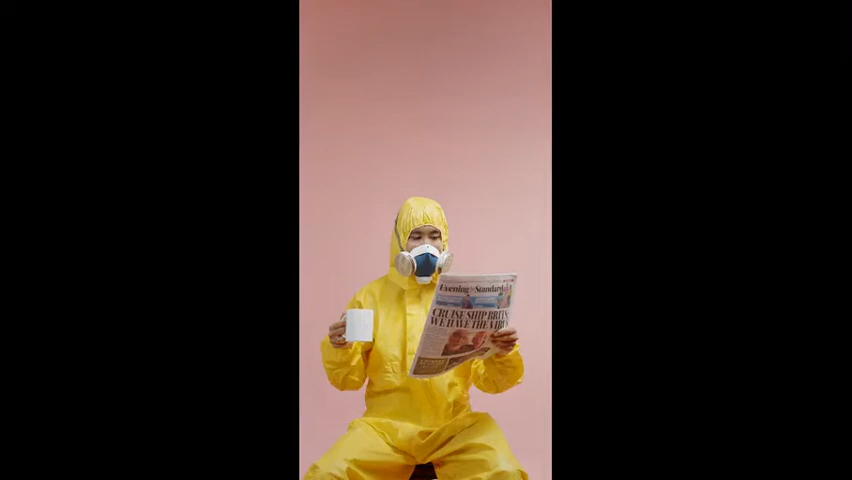 Evening Standard
CRUISE SHIP BRITS:
WE HAVE THE VIRUS